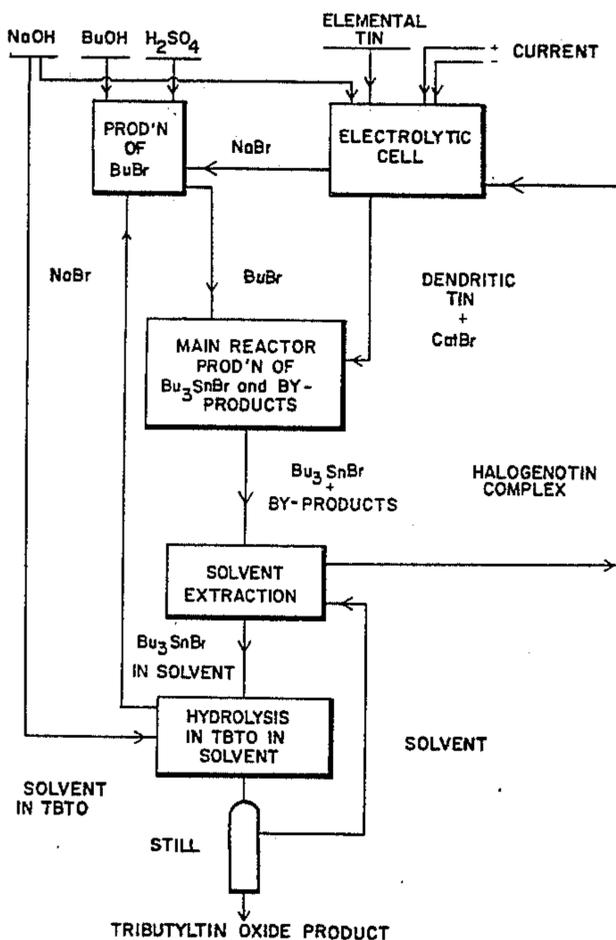 NaOH BuOH H₂SO₄
ELEMENTAL
TIN
+ CURRENT
−
PROD'N
OF
BuBr
NaBr
ELECTROLYTIC
CELL
NaBr
BuBr
DENDRITIC
TIN
+
CatBr
MAIN REACTOR
PROD'N OF
Bu₃SnBr and BY-
PRODUCTS
Bu₃SnBr
+
BY-PRODUCTS
HALOGENOTIN
COMPLEX
SOLVENT
EXTRACTION
Bu₃SnBr
IN SOLVENT
HYDROLYSIS
IN TBTO IN
SOLVENT
SOLVENT
SOLVENT
IN TBTO
STILL
TRIBUTYLTIN OXIDE PRODUCT